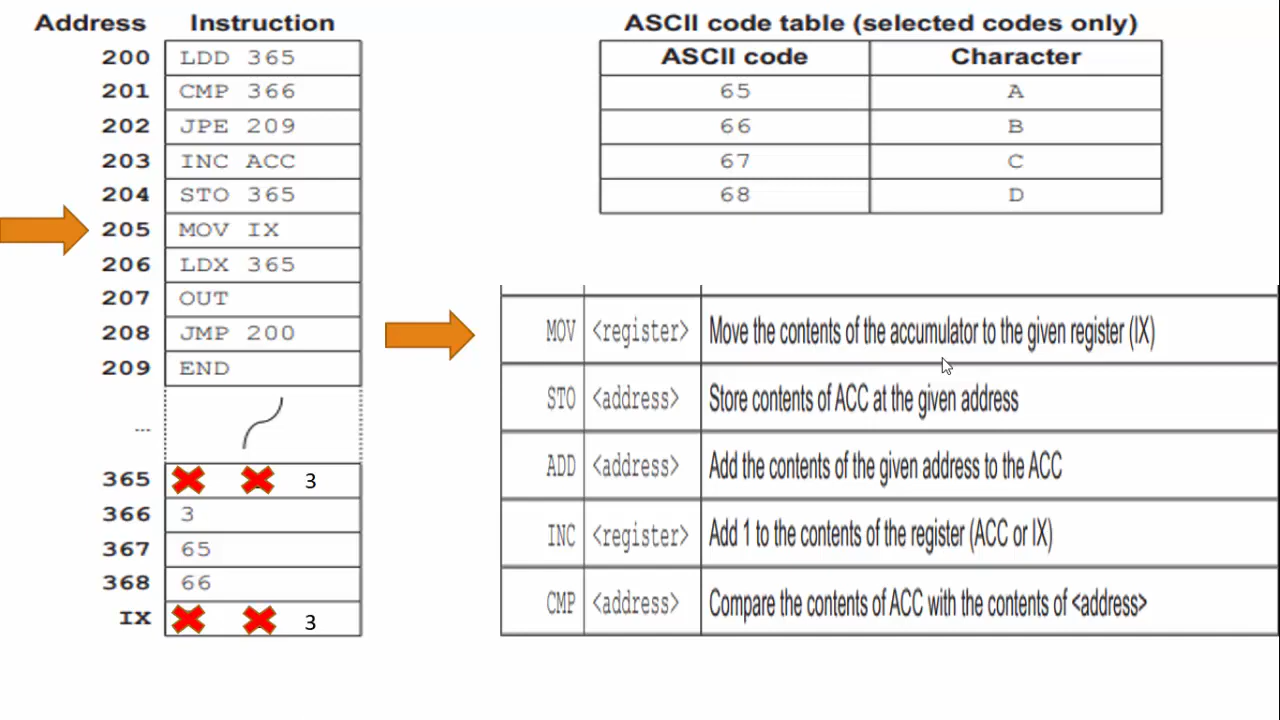 Address Instruction
200 LDD 365
201 CMP 366
202 JPE 209
203 INC ACC
204 STO 365
205 MOV IX
206 LDX 365
207 OUT
208 JMP 200
209 END
...
365 3
366 3
367 65
368 66
IX 3
ASCII code table (selected codes only)
ASCII code Character
65 A
66 B
67 C
68 D
MOV <register> Move the contents of the accumulator to the given register (IX)
STO <address> Store contents of ACC at the given address
ADD <address> Add the contents of the given address to the ACC
INC <register> Add 1 to the contents of the register (ACC or IX)
CMP <address> Compare the contents of ACC with the contents of <address>